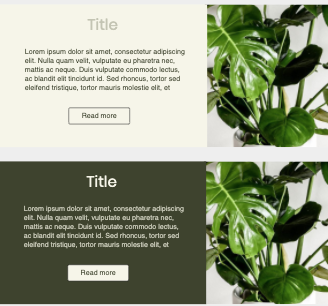 Title
Lorem ipsum dolor sit amet, consectetur adipiscing
elit. Nulla quam velit, vulputate eu pharetra nec,
mattis ac neque. Duis vulputate commodo lectus,
ac blandit elit tincidunt id. Sed rhoncus, tortor sed
eleifend tristique, tortor mauris molestie elit, et
Read more
Title
Lorem ipsum dolor sit amet, consectetur adipiscing
elit. Nulla quam velit, vulputate eu pharetra nec,
mattis ac neque. Duis vulputate commodo lectus,
ac blandit elit tincidunt id. Sed rhoncus, tortor sed
eleifend tristique, tortor mauris molestie elit, et
Read more